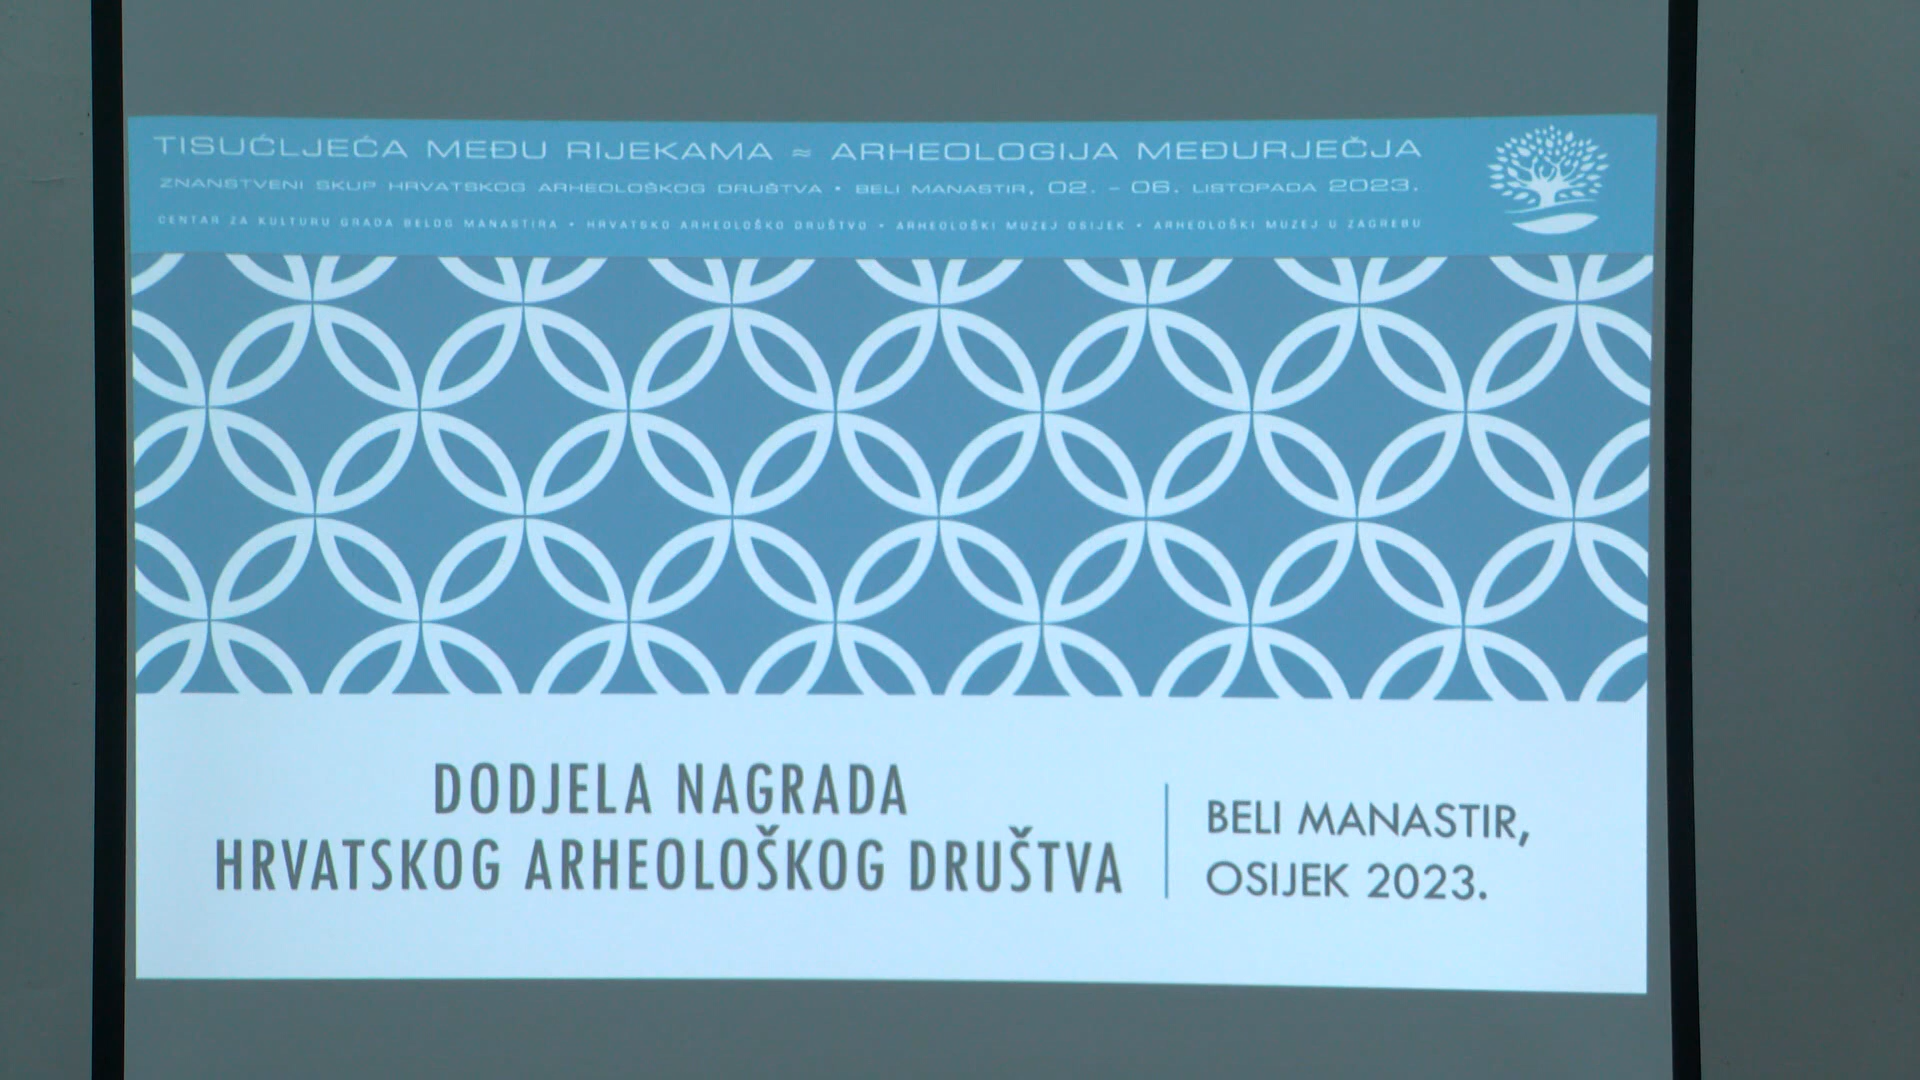 TISUĆLJEĆA MEĐU RIJEKAMA ≈ ARHEOLOGIJA MEĐURJEČJA
ZNANSTVENI SKUP HRVATSKOG ARHEOLOŠKOG DRUŠTVA • BELI MANASTIR, 02. - 06. LISTOPADA 2023.
CENTAR ZA KULTURU GRADA BELOG MANASTIRA • HRVATSKO ARHEOLOŠKO DRUŠTVO • ARHEOLOŠKI MUZEJ OSIJEK • ARHEOLOŠKI MUZEJ U ZAGREBU
DODJELA NAGRADA
HRVATSKOG ARHEOLOŠKOG DRUŠTVA
BELI MANASTIR,
OSIJEK 2023.